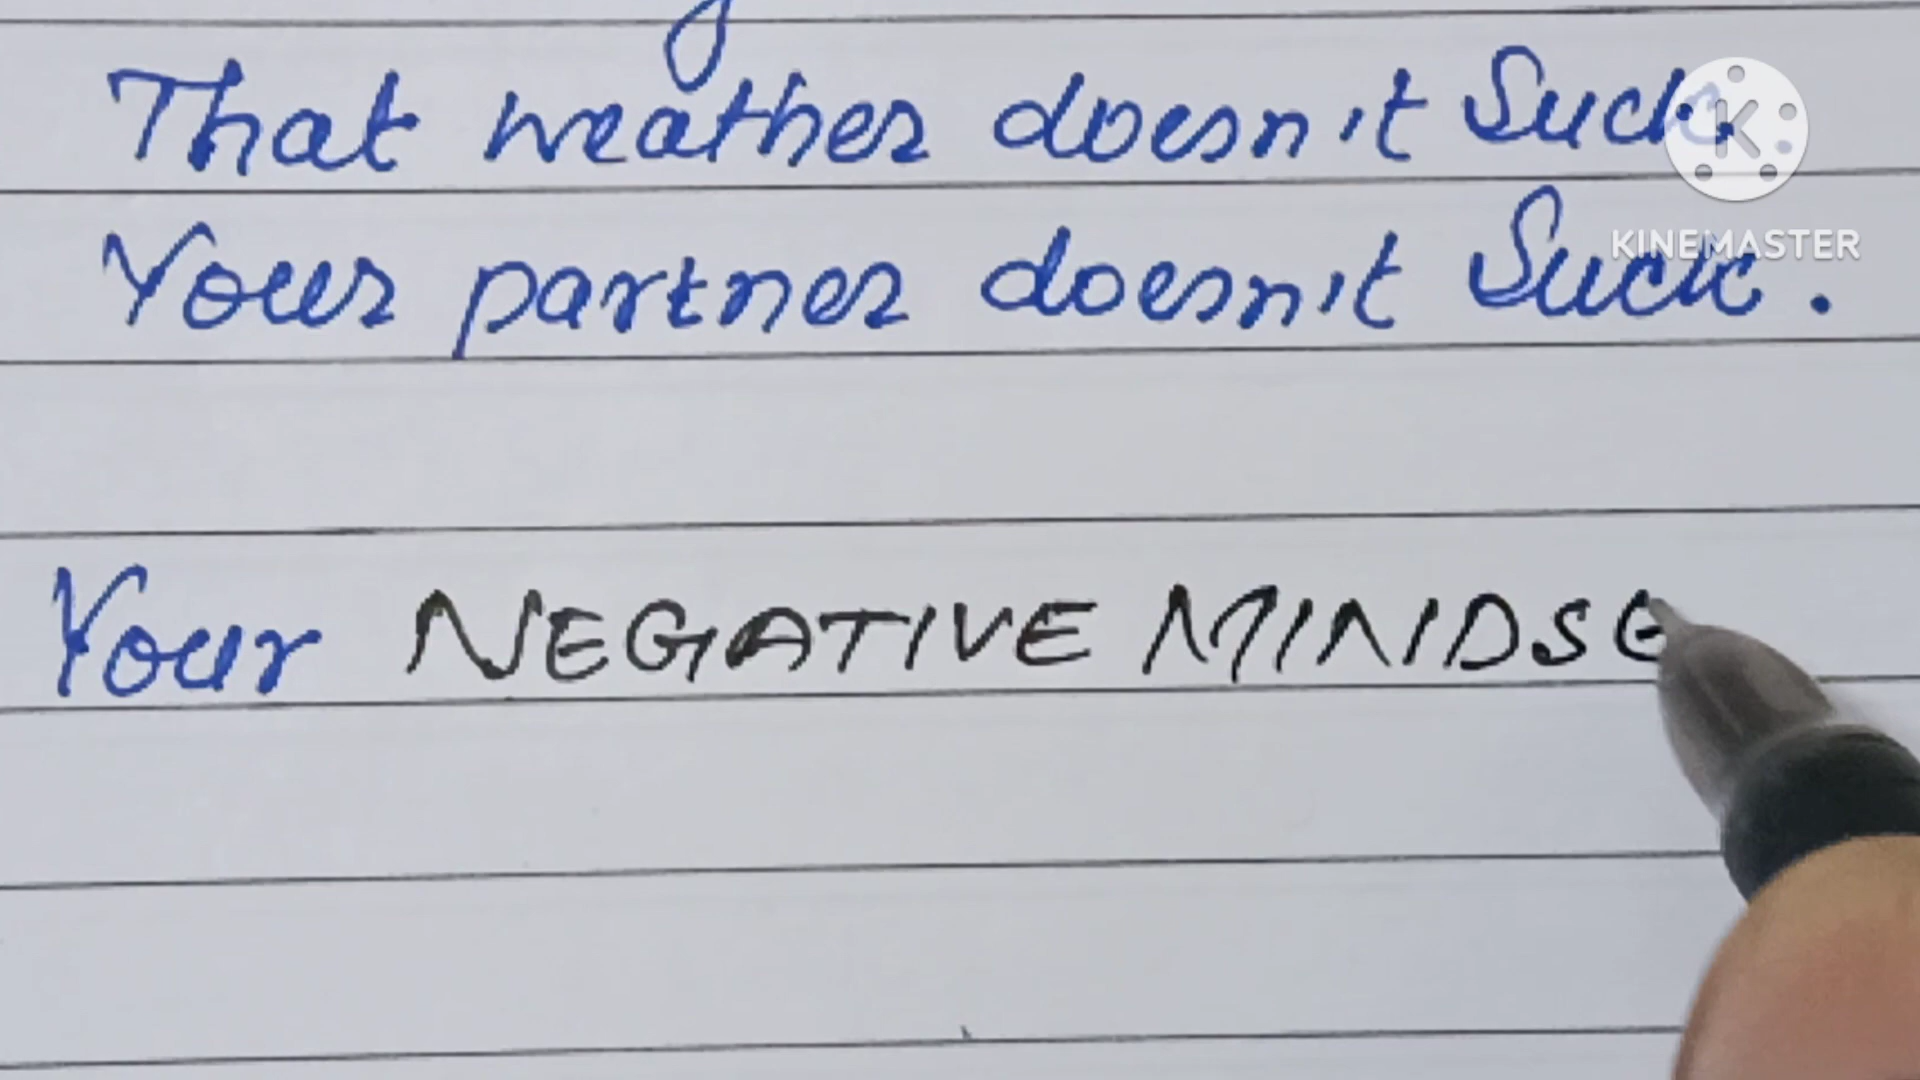 That weather doesn't Suck.
KINEMASTER
Your partner doesn't Suck.
Your NEGATIVE MINDSE